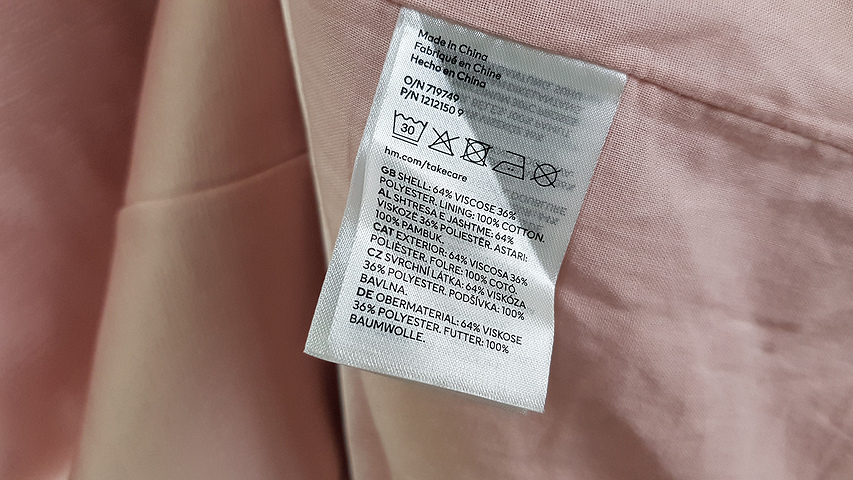 Made in China
Fabriqué en Chine
Hecho en China
O/N 719749
P/N 1212150 9
30
hm.com/takecare
GB SHELL: 64% VISCOSE 36%
POLYESTER. LINING: 100% COTTON.
AL SHTRESA E JASHTME: 64%
VISKOZË 36% POLIESTËR. ASTARI:
100% PAMBUK.
CAT EXTERIOR: 64% VISCOSA 36%
POLIÈSTER. FOLRE: 100% COTÓ.
CZ SVRCHNÍ LÁTKA: 64% VISKÓZA
36% POLYESTER. PODŠÍVKA: 100%
BAVLNA.
DE OBERMATERIAL: 64% VISKOSE
36% POLYESTER. FUTTER: 100%
BAUMWOLLE.